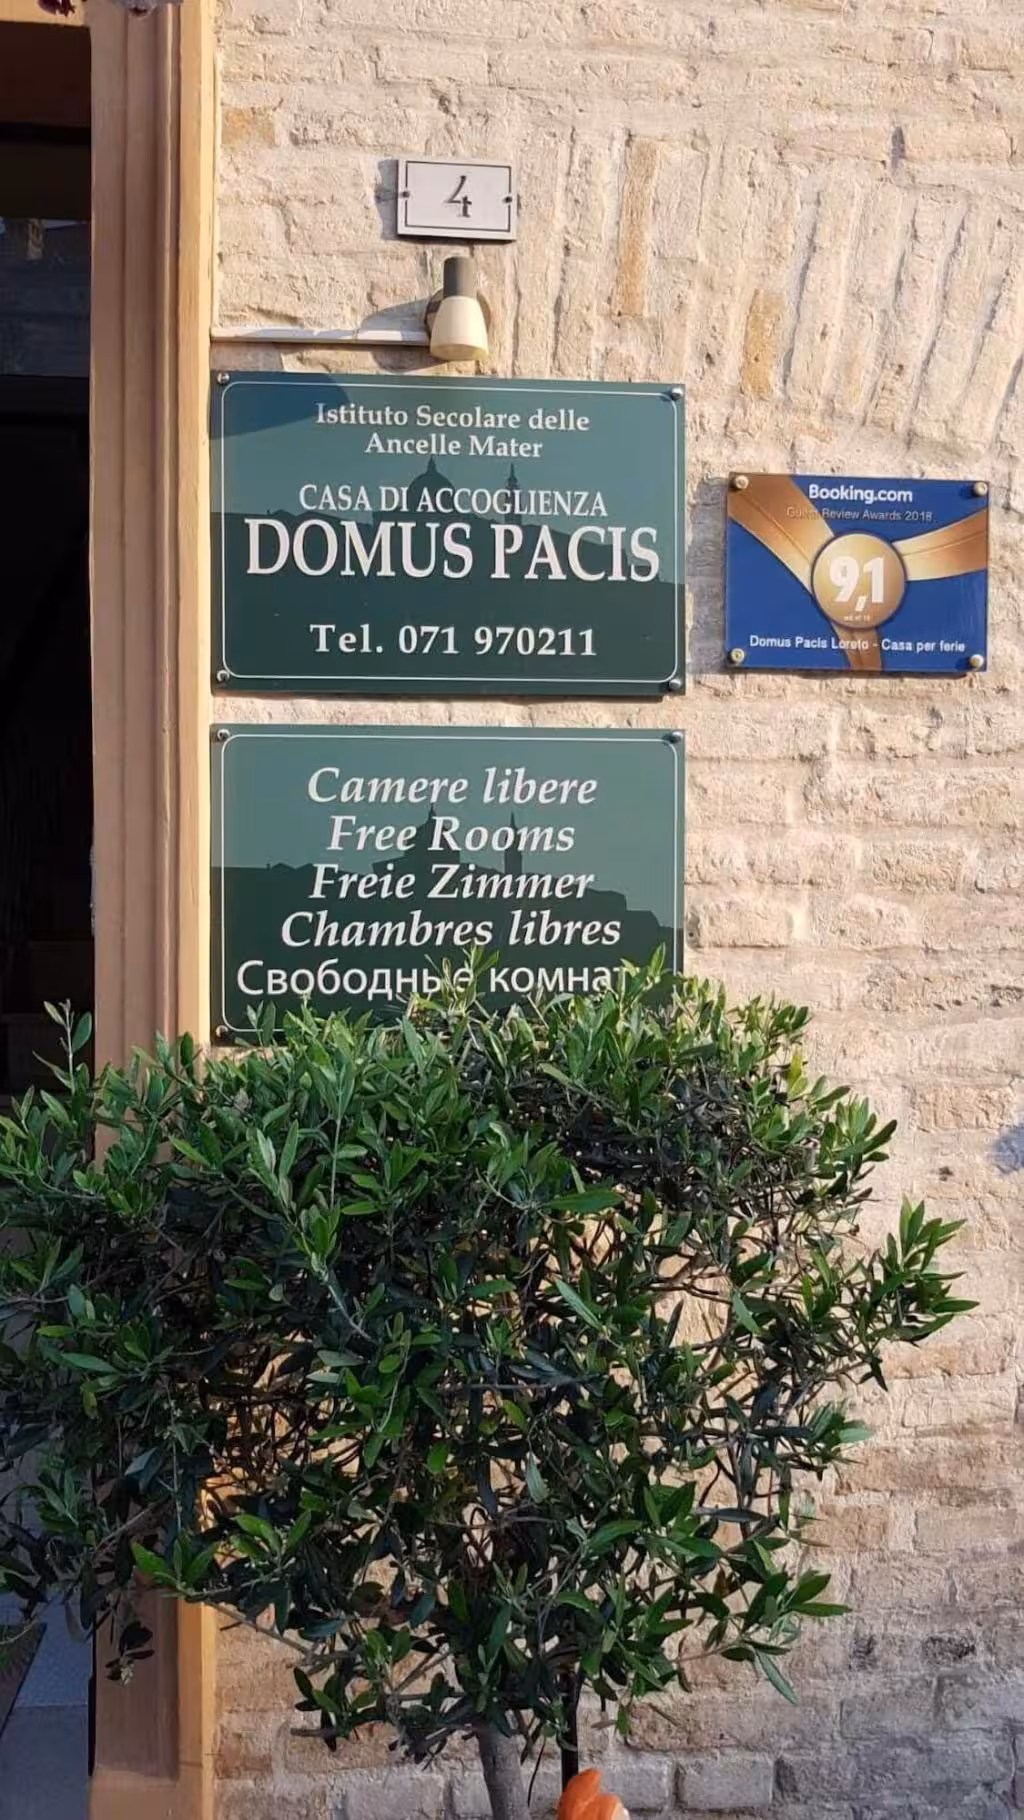 4
Istituto Secolare delle
Ancelle Mater
CASA DI ACCOGLIENZA
DOMUS PACIS
Tel. 071 970211
Booking.com
Guest Review Awards 2018
9,1
Domus Pacis Loreto - Casa per ferie
Camere libere
Free Rooms
Freie Zimmer
Chambres libres
Свободные